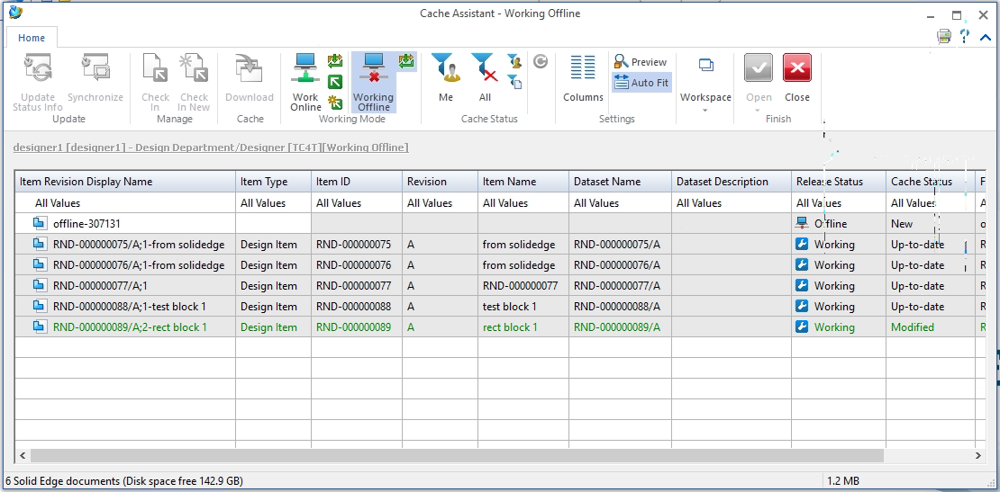 Cache Assistant - Working Offline
Home
Update Status Info
Synchronize
Check In
Check In New
Download
Work Online
Working Offline
Me
All
Columns
Preview
Auto Fit
Workspace
Open
Close
Update
Manage
Cache
Working Mode
Cache Status
Settings
Finish
designer1 [designer1] - Design Department/Designer [TC4T][Working Offline]
Item Revision Display Name Item Type Item ID Revision Item Name Dataset Name Dataset Description Release Status Cache Status F
All Values All Values All Values All Values All Values All Values All Values All Values All Values A
offline-307131 Offline New o
RND-000000075/A;1-from solidedge Design Item RND-000000075 A from solidedge RND-000000075/A Working Up-to-date R
RND-000000076/A;1-from solidedge Design Item RND-000000076 A from solidedge RND-000000076/A Working Up-to-date R
RND-000000077/A;1 Design Item RND-000000077 A RND-000000077 RND-000000077/A Working Up-to-date R
RND-000000088/A;1-test block 1 Design Item RND-000000088 A test block 1 RND-000000088/A Working Up-to-date R
RND-000000089/A;2-rect block 1 Design Item RND-000000089 A rect block 1 RND-000000089/A Working Modified R
6 Solid Edge documents (Disk space free 142.9 GB) 1.2 MB